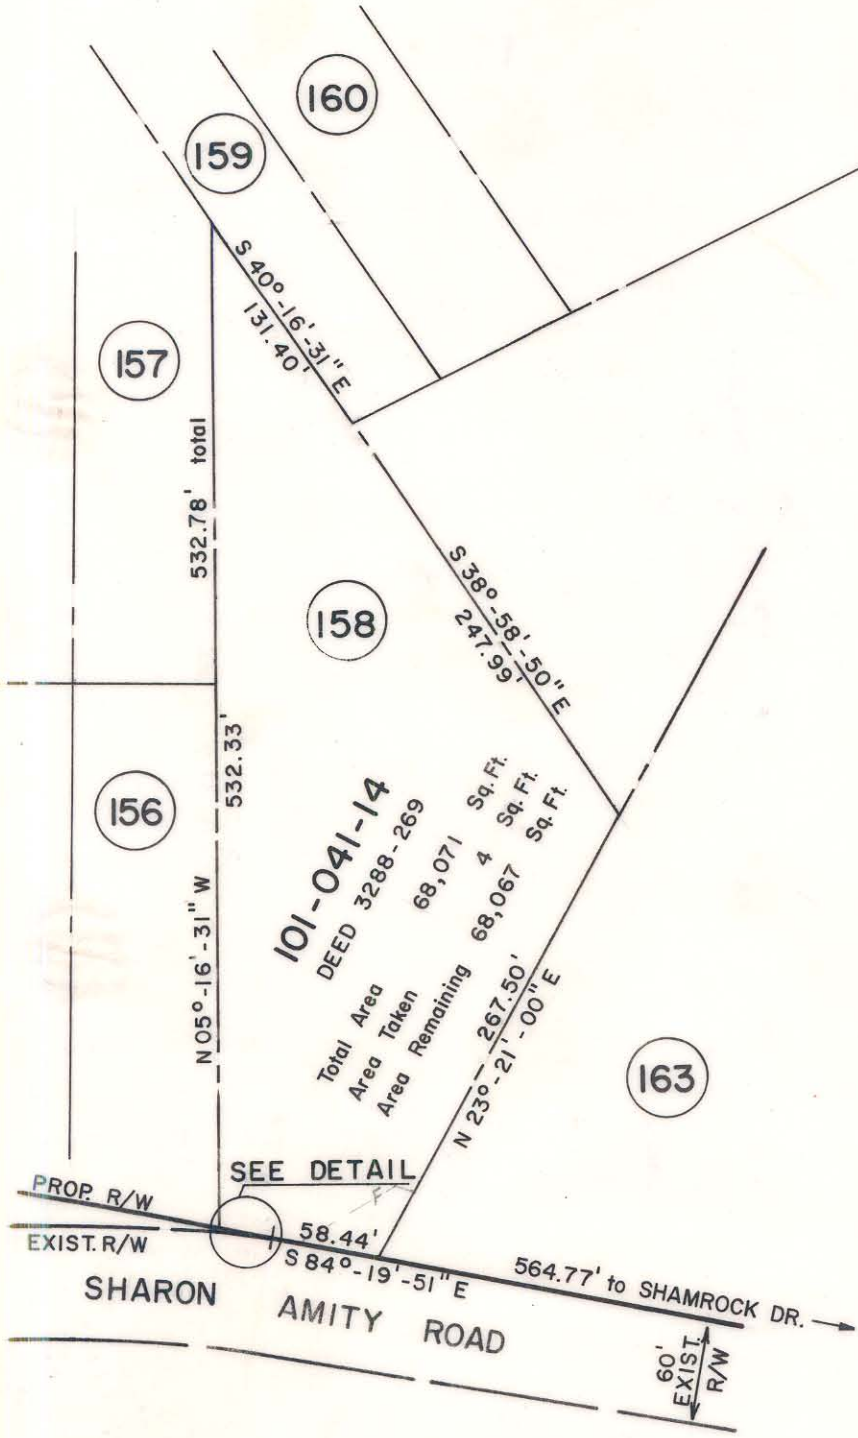 160
159
S 40°-16'-31" E
131.40'
157
532.78' total
158
S 38°-58'-50" E
247.99'
156
532.33'
N 05°-16'-31" W
101-041-14
DEED 3288-269
Total Area 68,071 Sq. Ft.
Area Taken 4 Sq. Ft.
Area Remaining 68,067 Sq. Ft.
267.50'
N 23°-21'-00" E
163
SEE DETAIL
F
PROP. R/W
EXIST. R/W
58.44'
S 84°-19'-51" E
564.77' to SHAMROCK DR.
SHARON AMITY ROAD
60'
EXIST.
R/W